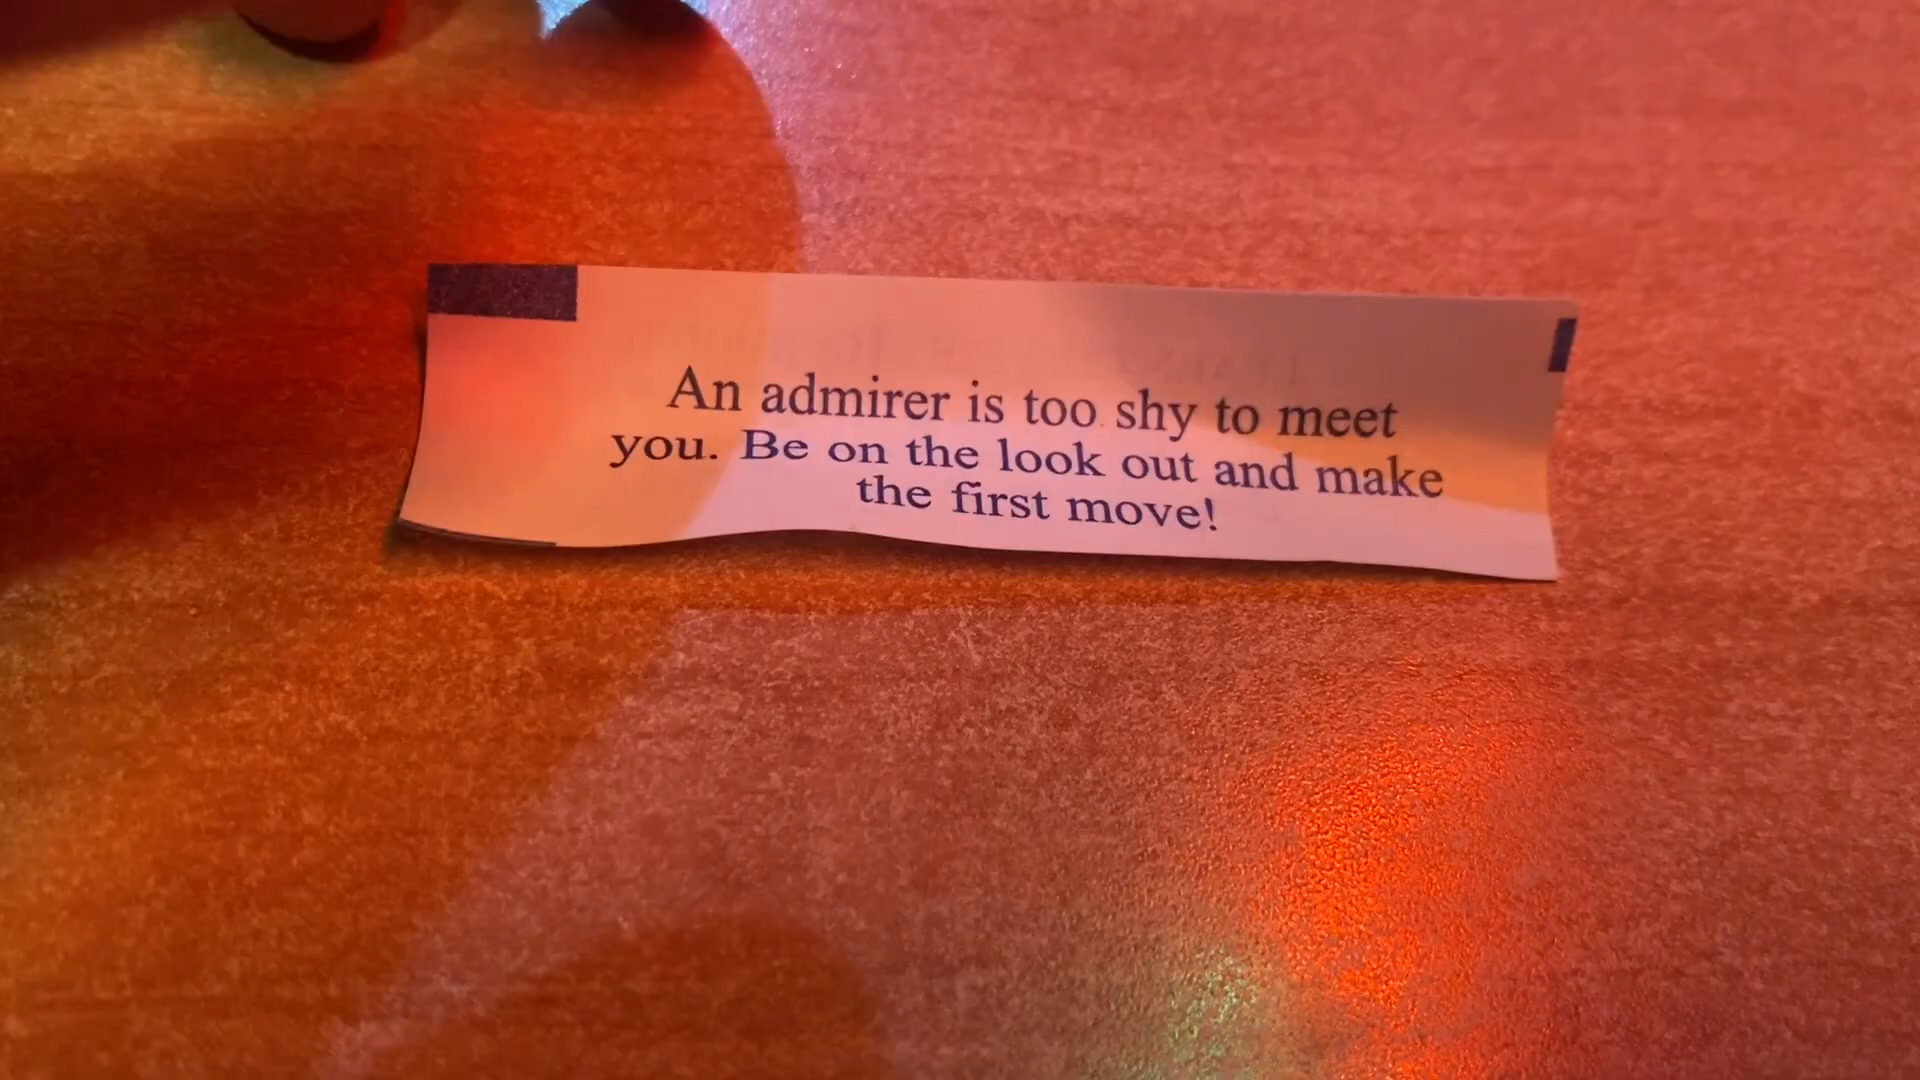 An admirer is too shy to meet
you. Be on the look out and make
the first move!